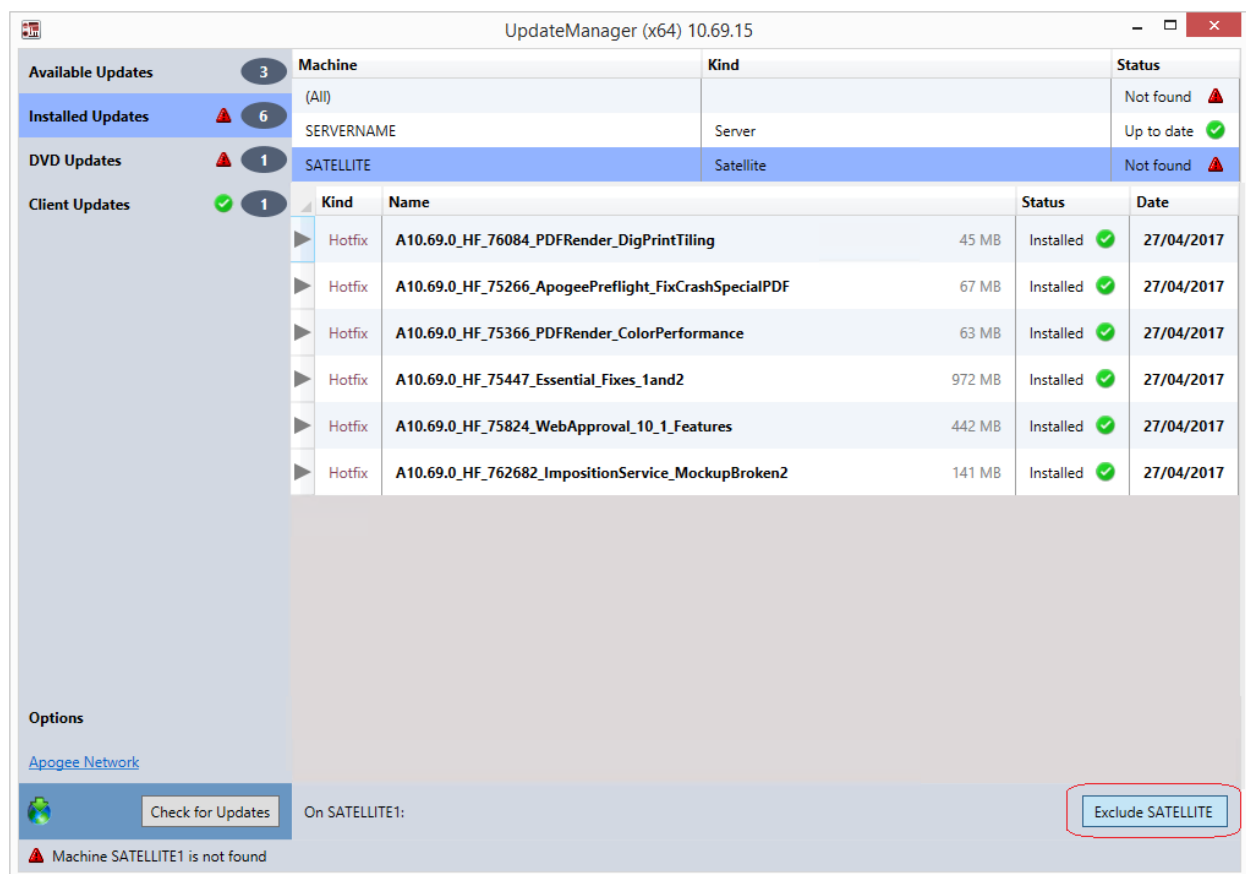 UpdateManager (x64) 10.69.15
Available Updates 3
Installed Updates 6
DVD Updates 1
Client Updates 1
Options
Apogee Network
Check for Updates
Machine Kind Status
(All) Not found
SERVERNAME Server Up to date
SATELLITE Satellite Not found
Kind Name Status Date
Hotfix A10.69.0_HF_76084_PDFRender_DigPrintTiling 45 MB Installed 27/04/2017
Hotfix A10.69.0_HF_75266_ApogeePreflight_FixCrashSpecialPDF 67 MB Installed 27/04/2017
Hotfix A10.69.0_HF_75366_PDFRender_ColorPerformance 63 MB Installed 27/04/2017
Hotfix A10.69.0_HF_75447_Essential_Fixes_1and2 972 MB Installed 27/04/2017
Hotfix A10.69.0_HF_75824_WebApproval_10_1_Features 442 MB Installed 27/04/2017
Hotfix A10.69.0_HF_762682_ImpositionService_MockupBroken2 141 MB Installed 27/04/2017
On SATELLITE1: Exclude SATELLITE
Machine SATELLITE1 is not found